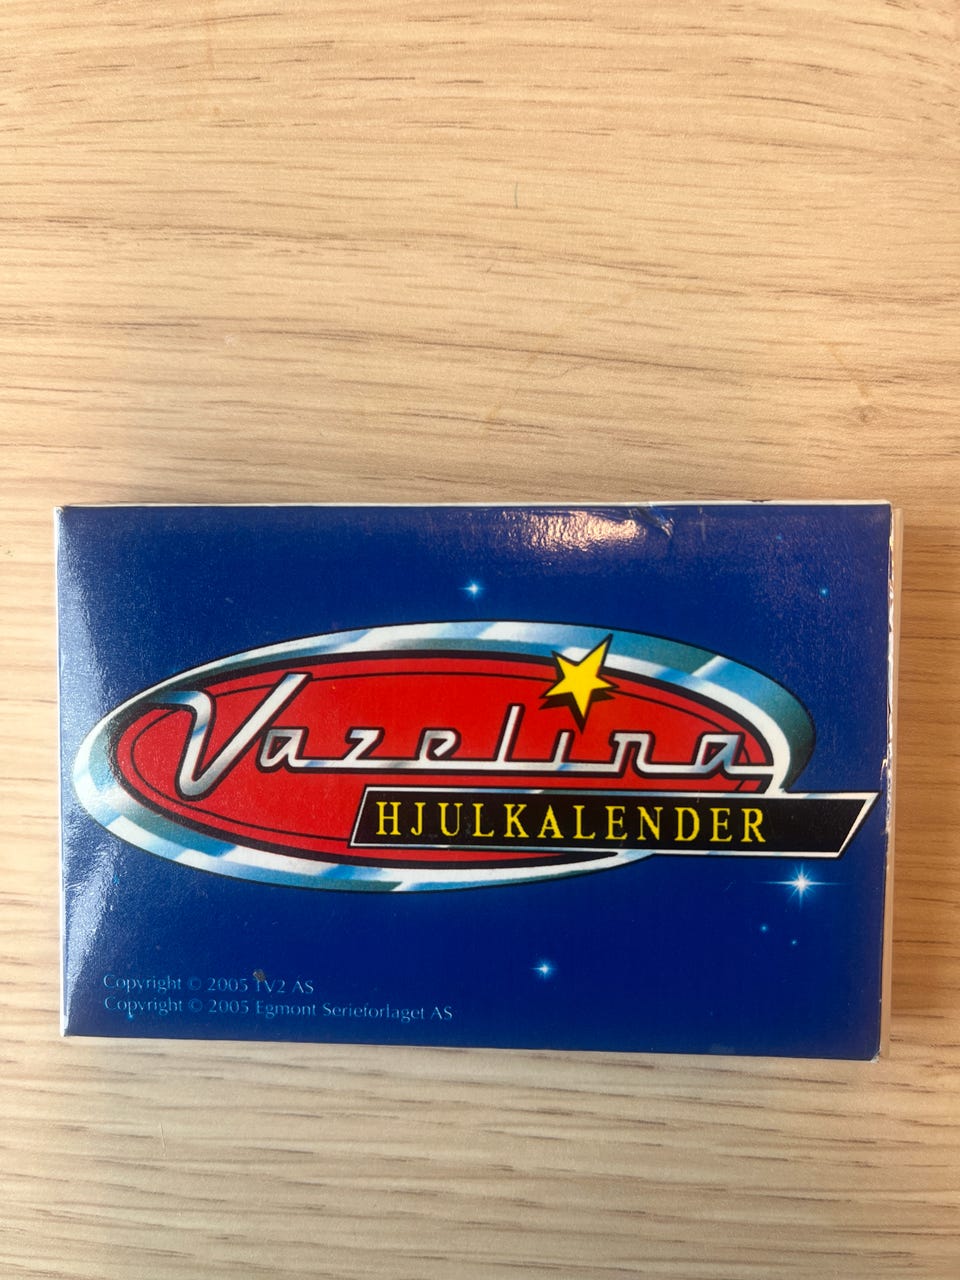 Vazelina
HJULKALENDER
Copyright © 2005 TV2 AS
Copyright © 2005 Egmont Serieforlaget AS